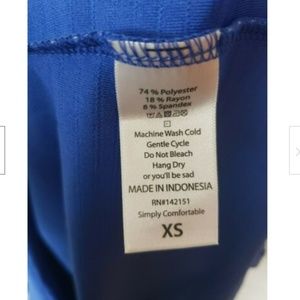 74% Polyester
18% Rayon
8% Spandex
Machine Wash Cold
Gentle Cycle
Do Not Bleach
Hang Dry
or you'll be sad
MADE IN INDONESIA
RN#142151
Simply Comfortable
XS